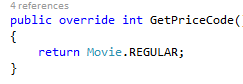 4 references
public override int GetPriceCode(
{
return Movie.REGULAR;
}